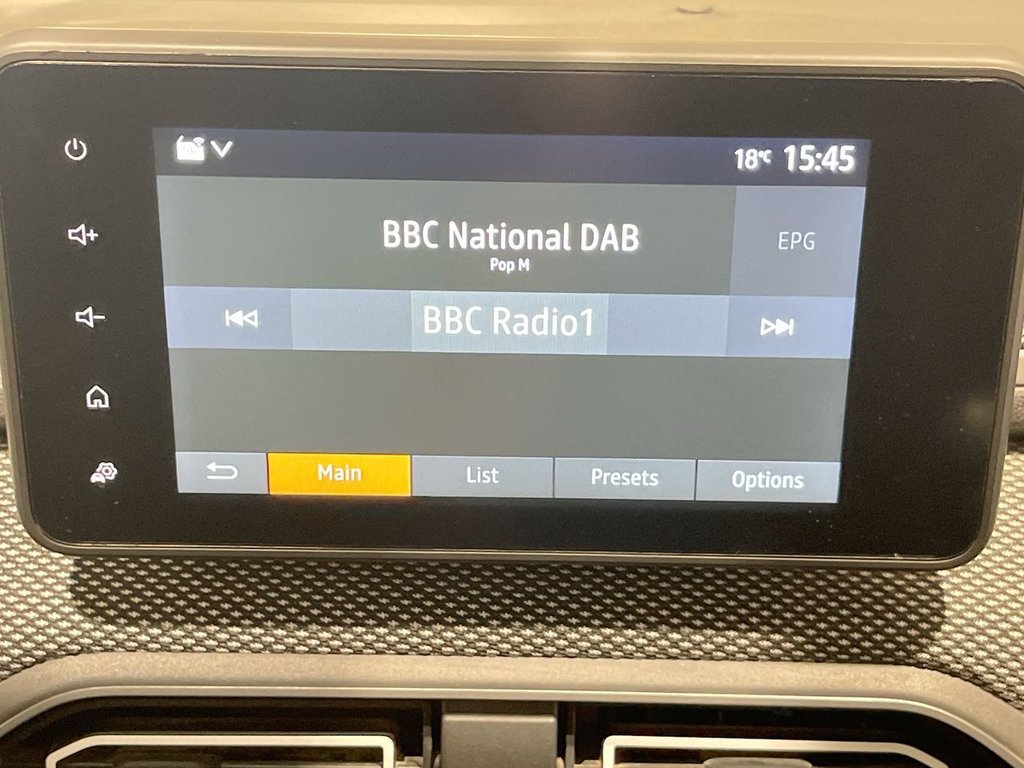 18°C 15:45
BBC National DAB
Pop M
EPG
BBC Radio1
Main List Presets Options